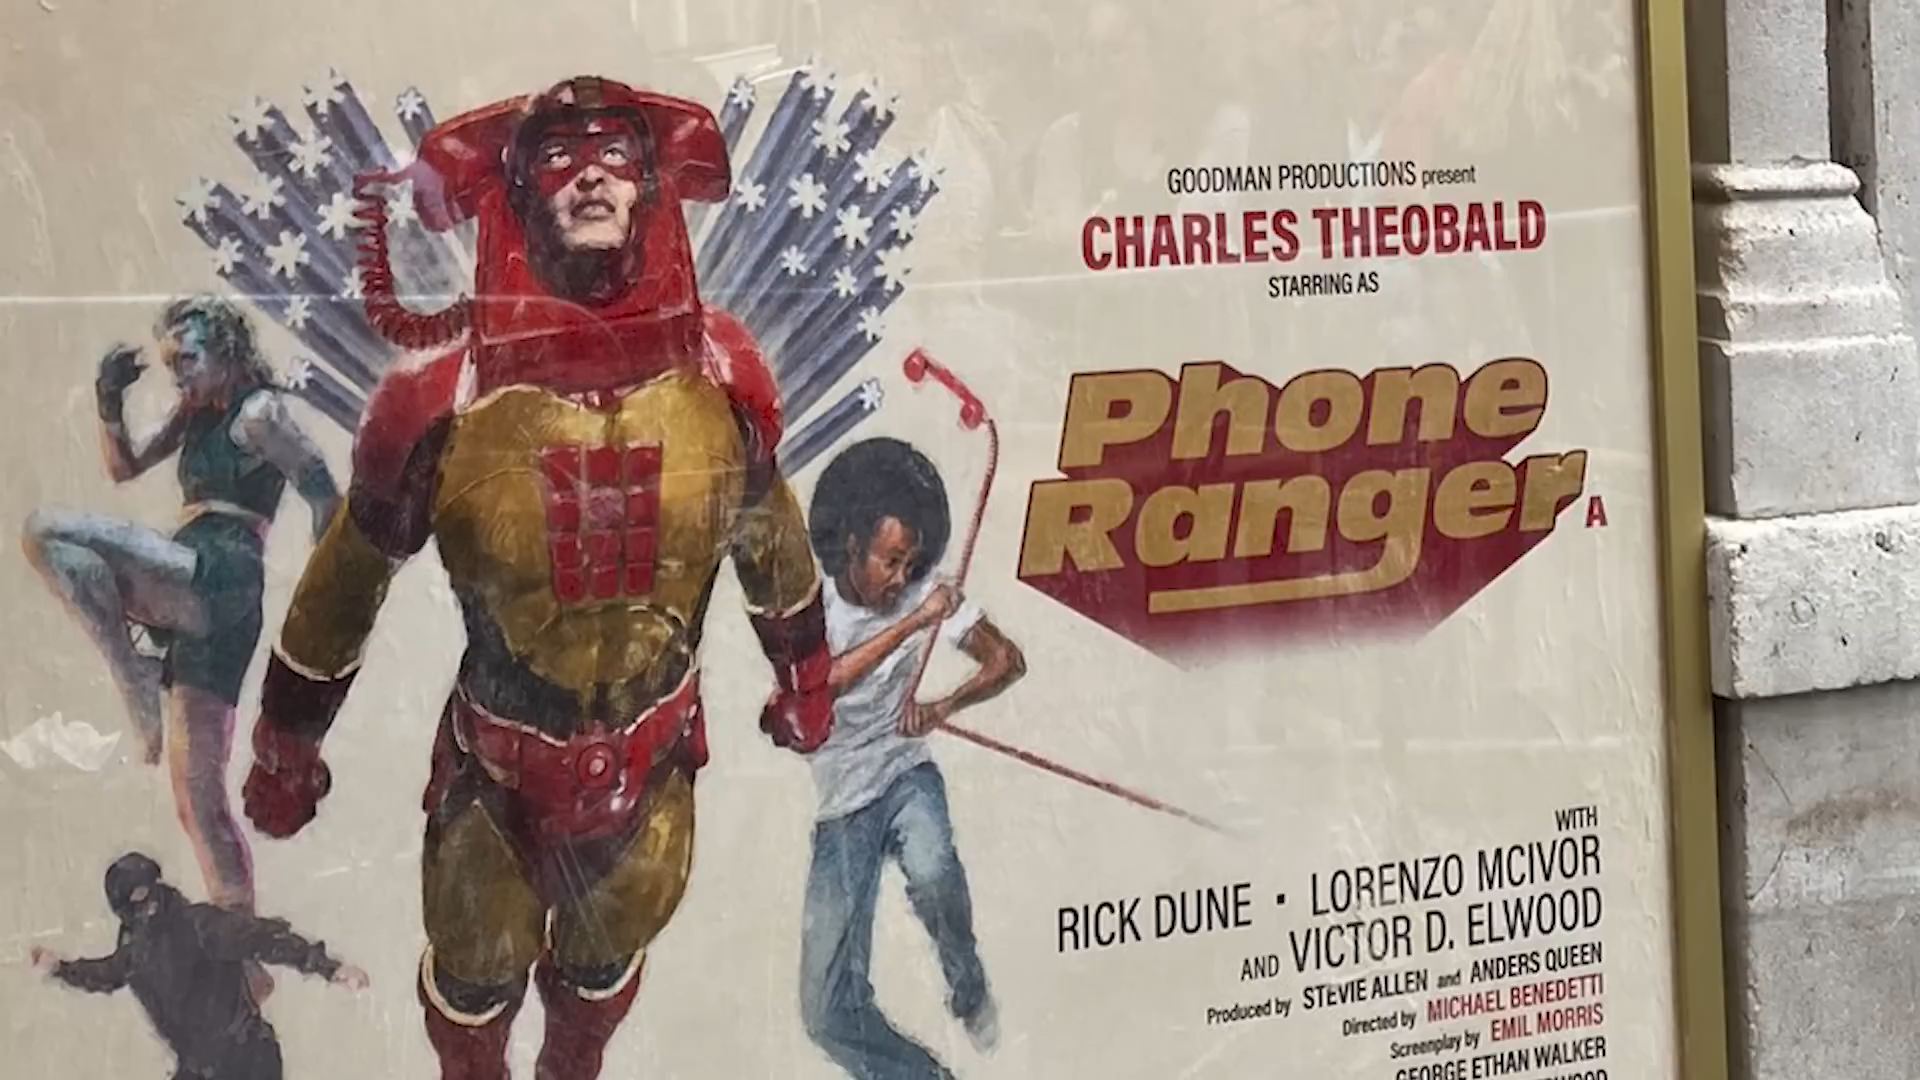 GOODMAN PRODUCTIONS present
CHARLES THEOBALD
STARRING AS
Phone
Ranger
A
WITH
RICK DUNE · LORENZO MCIVOR
AND VICTOR D. ELWOOD
Produced by STEVIE ALLEN and ANDERS QUEEN
Directed by MICHAEL BENEDETTI
Screenplay by EMIL MORRIS
GEORGE ETHAN WALKER